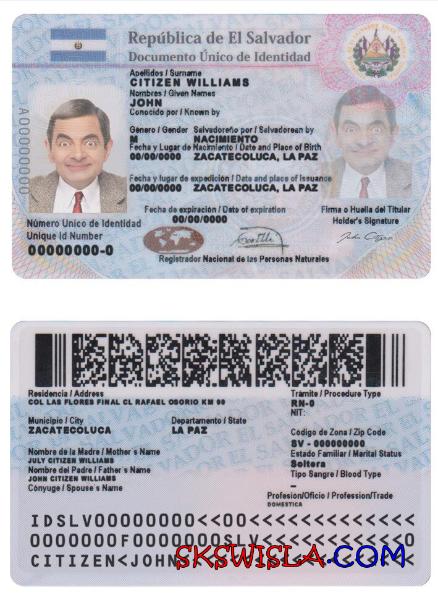 República de El Salvador
Documento Único de Identidad
Apellidos / Surname
CITIZEN WILLIAMS
Nombres / Given Names
JOHN
Conocido por / Known by
Género / Gender Salvadoreño por / Salvadorean by
M NACIMIENTO
Fecha y Lugar de Nacimiento / Date and Place of Birth
00/00/0000 ZACATECOLUCA, LA PAZ
Fecha y lugar de expedición / Date and place of issuance
ZACATECOLUCA, LA PAZ
Fecha de expiración / Date of expiration
00/00/0000
Firma o Huella del Titular
Holder's Signature
Número Unico de Identidad
Unique Id Number
00000000-0
Registrador Nacional de las Personas Naturales
A00000000
Residencia / Address
COL LAS FLORES FINAL CL RAFAEL OSORIO KM 00
Trámite / Procedure Type
RN-0
NIT:
Municipio / City
ZACATECOLUCA
Departamento / State
LA PAZ
Código de Zona / Zip Code
SV - 000000000
Nombre de la Madre / Mother´s Name
JULY CITIZEN WILLIAMS
Estado Familiar / Marital Status
Soltera
Nombre del Padre / Father´s Name
JOHN CITIZEN WILLIAMS
Tipo Sangre / Blood Type
–
Cónyuge / Spouse´s Name
Profesion/Oficio / Profession/Trade
DOMESTICA
IDSLV00000000<<00<<<<<<<<<<<<<
0000000F0000000SLV<<<<<<<<<<<0
CITIZEN<JOHN<
SKSWISLA.COM